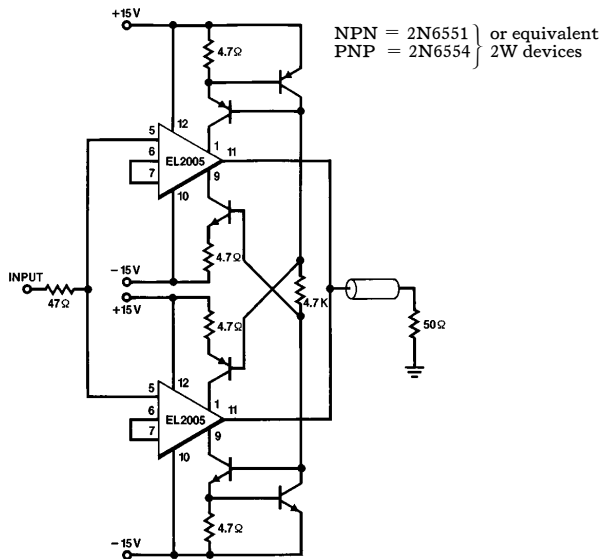 +15V
NPN = 2N6551 } or equivalent
PNP = 2N6554 } 2W devices
4.7Ω
12
5
1
11
6
EL2005
7
9
10
4.7Ω
-15V
INPUT
47Ω
+15V
4.7K
4.7Ω
50Ω
12
5
1
11
6
EL2005
7
9
10
4.7Ω
-15V